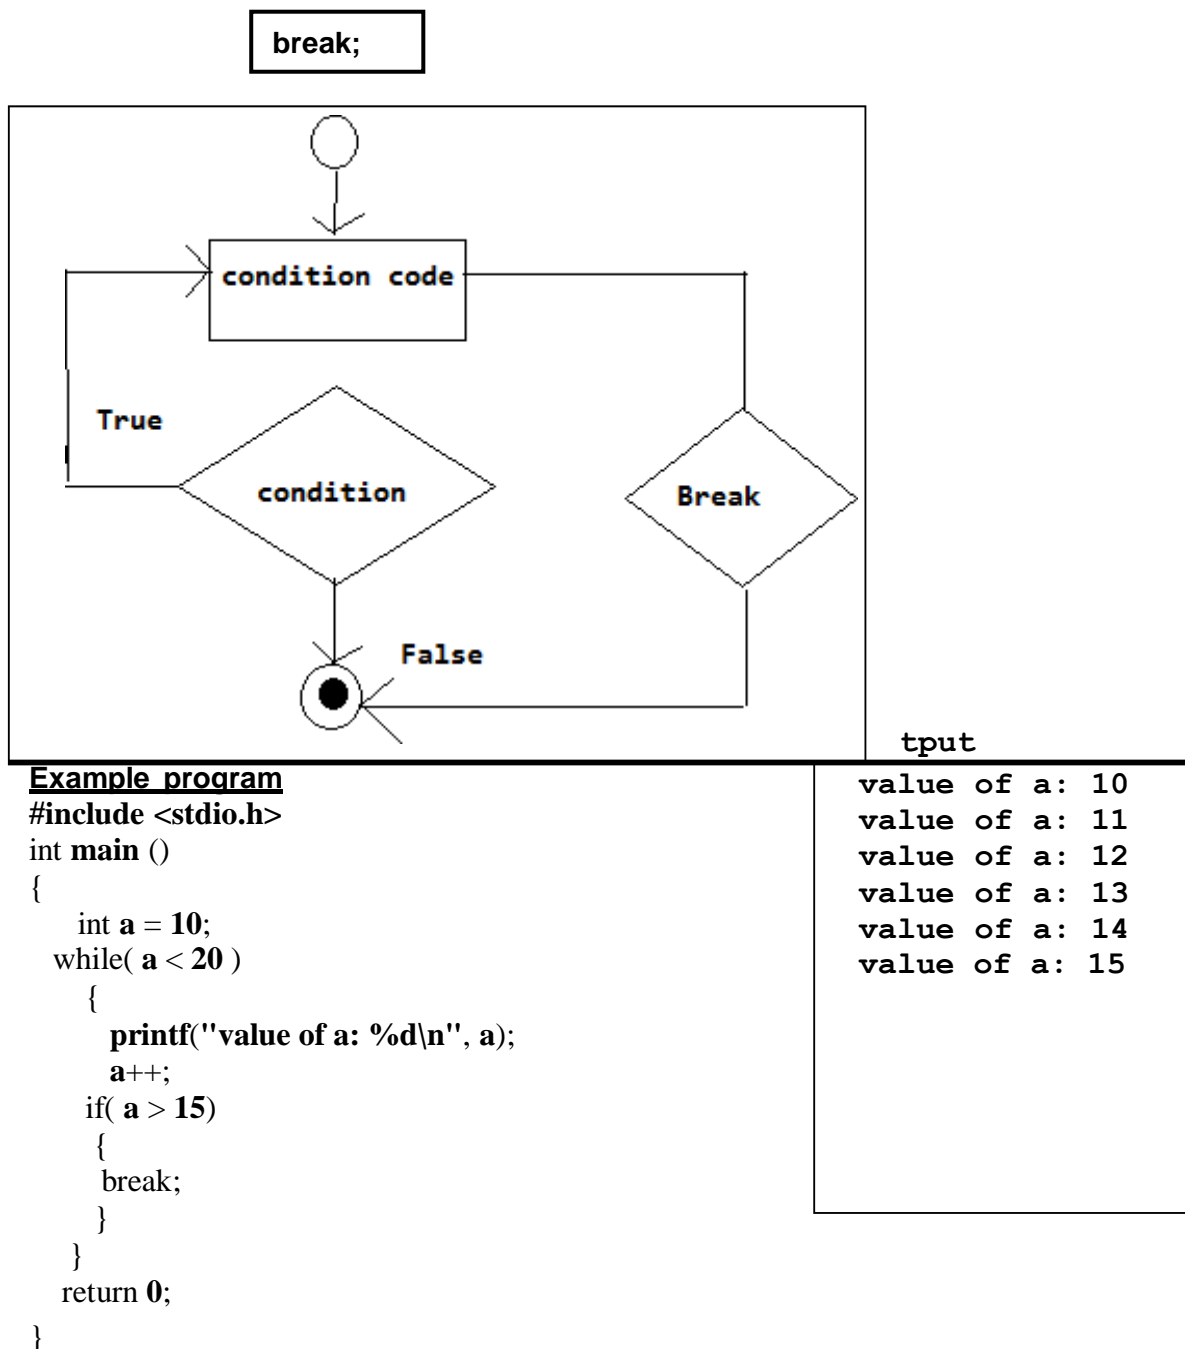 break;
condition code
True
condition
Break
False
tput
Example program
#include <stdio.h>
int main ()
{
int a = 10;
while( a < 20 )
{
printf("value of a: %d\n", a);
a++;
if( a > 15)
{
break;
}
}
return 0;
}
value of a: 10
value of a: 11
value of a: 12
value of a: 13
value of a: 14
value of a: 15